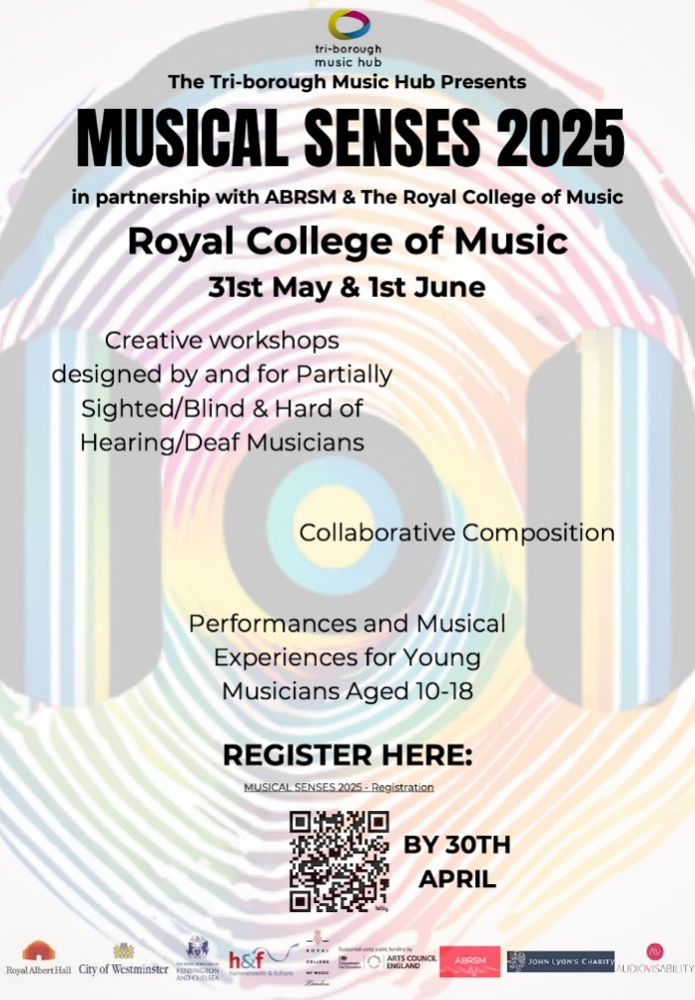 tri-borough
music hub
The Tri-borough Music Hub Presents
MUSICAL SENSES 2025
in partnership with ABRSM & The Royal College of Music
Royal College of Music
31st May & 1st June
Creative workshops
designed by and for Partially
Sighted/Blind & Hard of
Hearing/Deaf Musicians
Collaborative Composition
Performances and Musical
Experiences for Young
Musicians Aged 10-18
REGISTER HERE:
MUSICAL SENSES 2025 - Registration
BY 30TH
APRIL
Royal Albert Hall
City of Westminster
KENSINGTON
AND CHELSEA
h&f
hammersmith & fulham
ROYAL
COLLEGE
OF MUSIC
London
Supported using public funding by
ARTS COUNCIL
ENGLAND
ABRSM
JOHN LYON'S CHARITY
AV
AUDIOVISABILITY